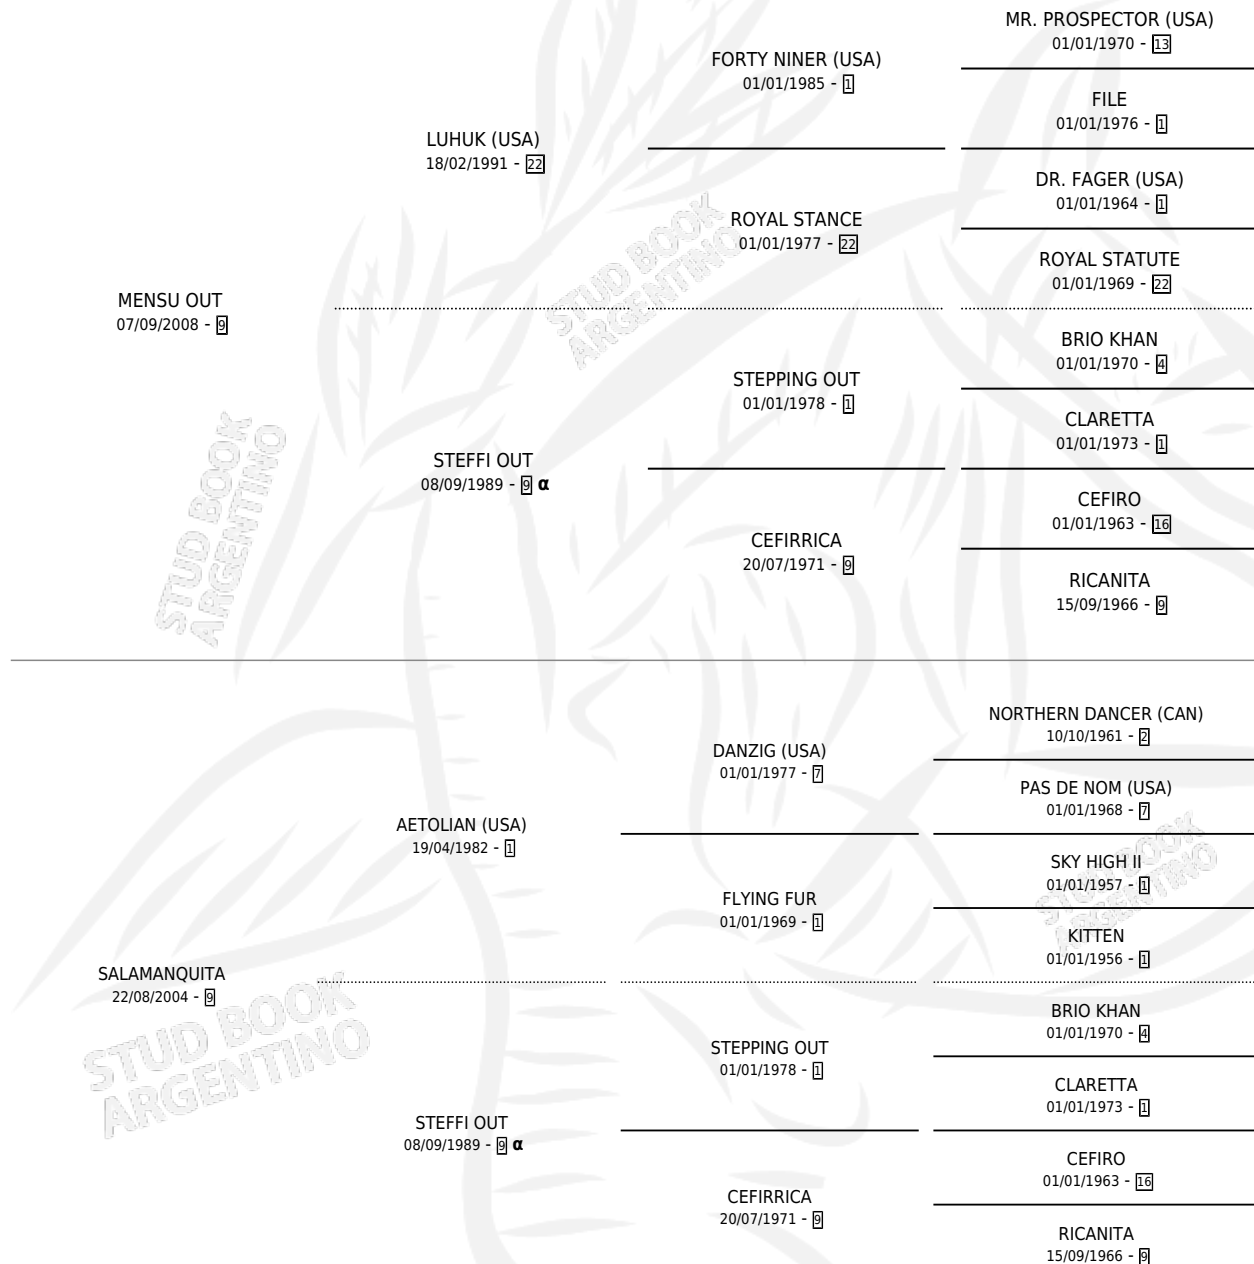 MR. PROSPECTOR (USA)
01/01/1970 - 13
FORTY NINER (USA)
01/01/1985 - 1
FILE
01/01/1976 - 1
LUHUK (USA)
18/02/1991 - 22
DR. FAGER (USA)
01/01/1964 - 1
ROYAL STANCE
01/01/1977 - 22
ROYAL STATUTE
01/01/1969 - 22
MENSU OUT
07/09/2008 - 9
BRIO KHAN
01/01/1970 - 4
STEPPING OUT
01/01/1978 - 1
CLARETTA
01/01/1973 - 1
STEFFI OUT
08/09/1989 - 9 α
CEFIRO
01/01/1963 - 16
CEFIRRICA
20/07/1971 - 9
RICANITA
15/09/1966 - 9
STUD BOOK
ARGENTINO
STUD BOOK
ARGENTINO
NORTHERN DANCER (CAN)
10/10/1961 - 2
DANZIG (USA)
01/01/1977 - 7
PAS DE NOM (USA)
01/01/1968 - 7
AETOLIAN (USA)
19/04/1982 - 1
SKY HIGH II
01/01/1957 - 1
FLYING FUR
01/01/1969 - 1
KITTEN
01/01/1956 - 1
STUD BOOK
ARGENTINO
SALAMANQUITA
22/08/2004 - 9
BRIO KHAN
01/01/1970 - 4
STEPPING OUT
01/01/1978 - 1
CLARETTA
01/01/1973 - 1
STUD BOOK
ARGENTINO
STEFFI OUT
08/09/1989 - 9 α
CEFIRO
01/01/1963 - 16
CEFIRRICA
20/07/1971 - 9
RICANITA
15/09/1966 - 9